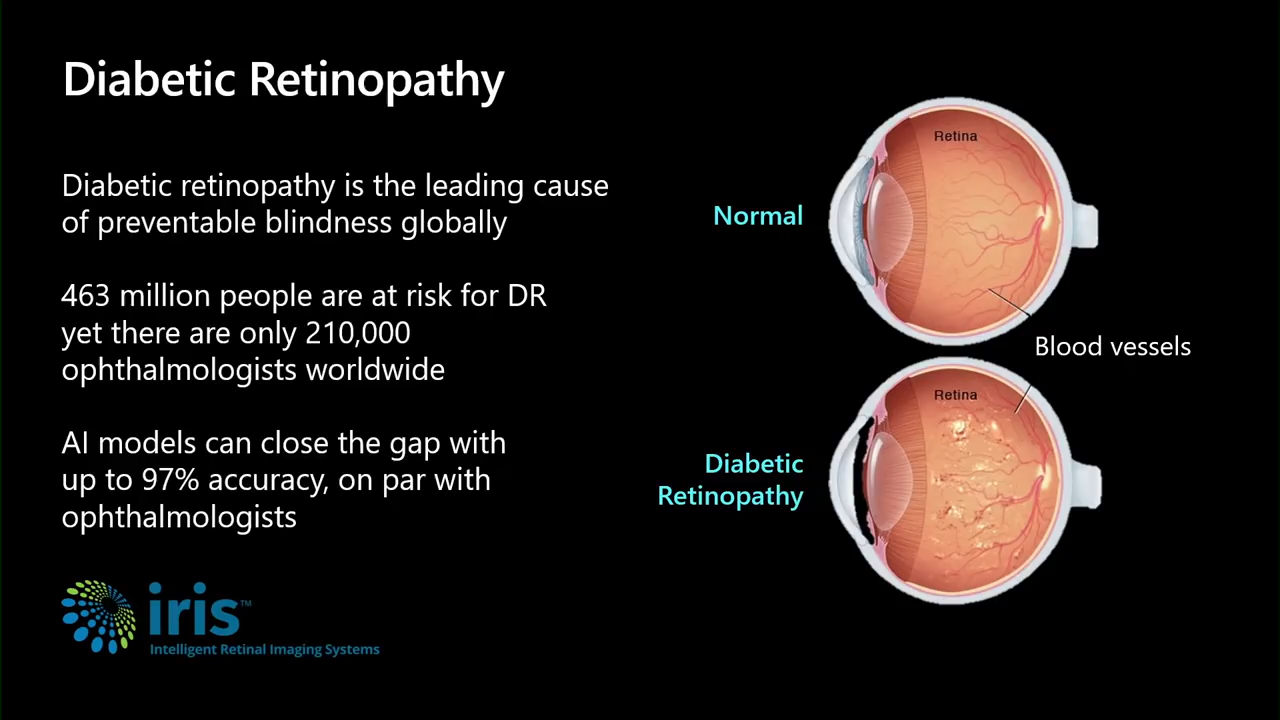 Diabetic Retinopathy
Diabetic retinopathy is the leading cause
of preventable blindness globally
463 million people are at risk for DR
yet there are only 210,000
ophthalmologists worldwide
AI models can close the gap with
up to 97% accuracy, on par with
ophthalmologists
iris™
Intelligent Retinal Imaging Systems
Retina
Normal
Blood vessels
Retina
Diabetic
Retinopathy